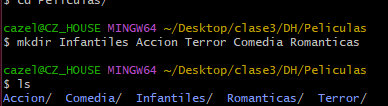 $ cd Peliculas/
cazel@CZ_HOUSE MINGW64 ~/Desktop/clase3/DH/Peliculas
$ mkdir Infantiles Accion Terror Comedia Romanticas
cazel@CZ_HOUSE MINGW64 ~/Desktop/clase3/DH/Peliculas
$ ls
Accion/ Comedia/ Infantiles/ Romanticas/ Terror/